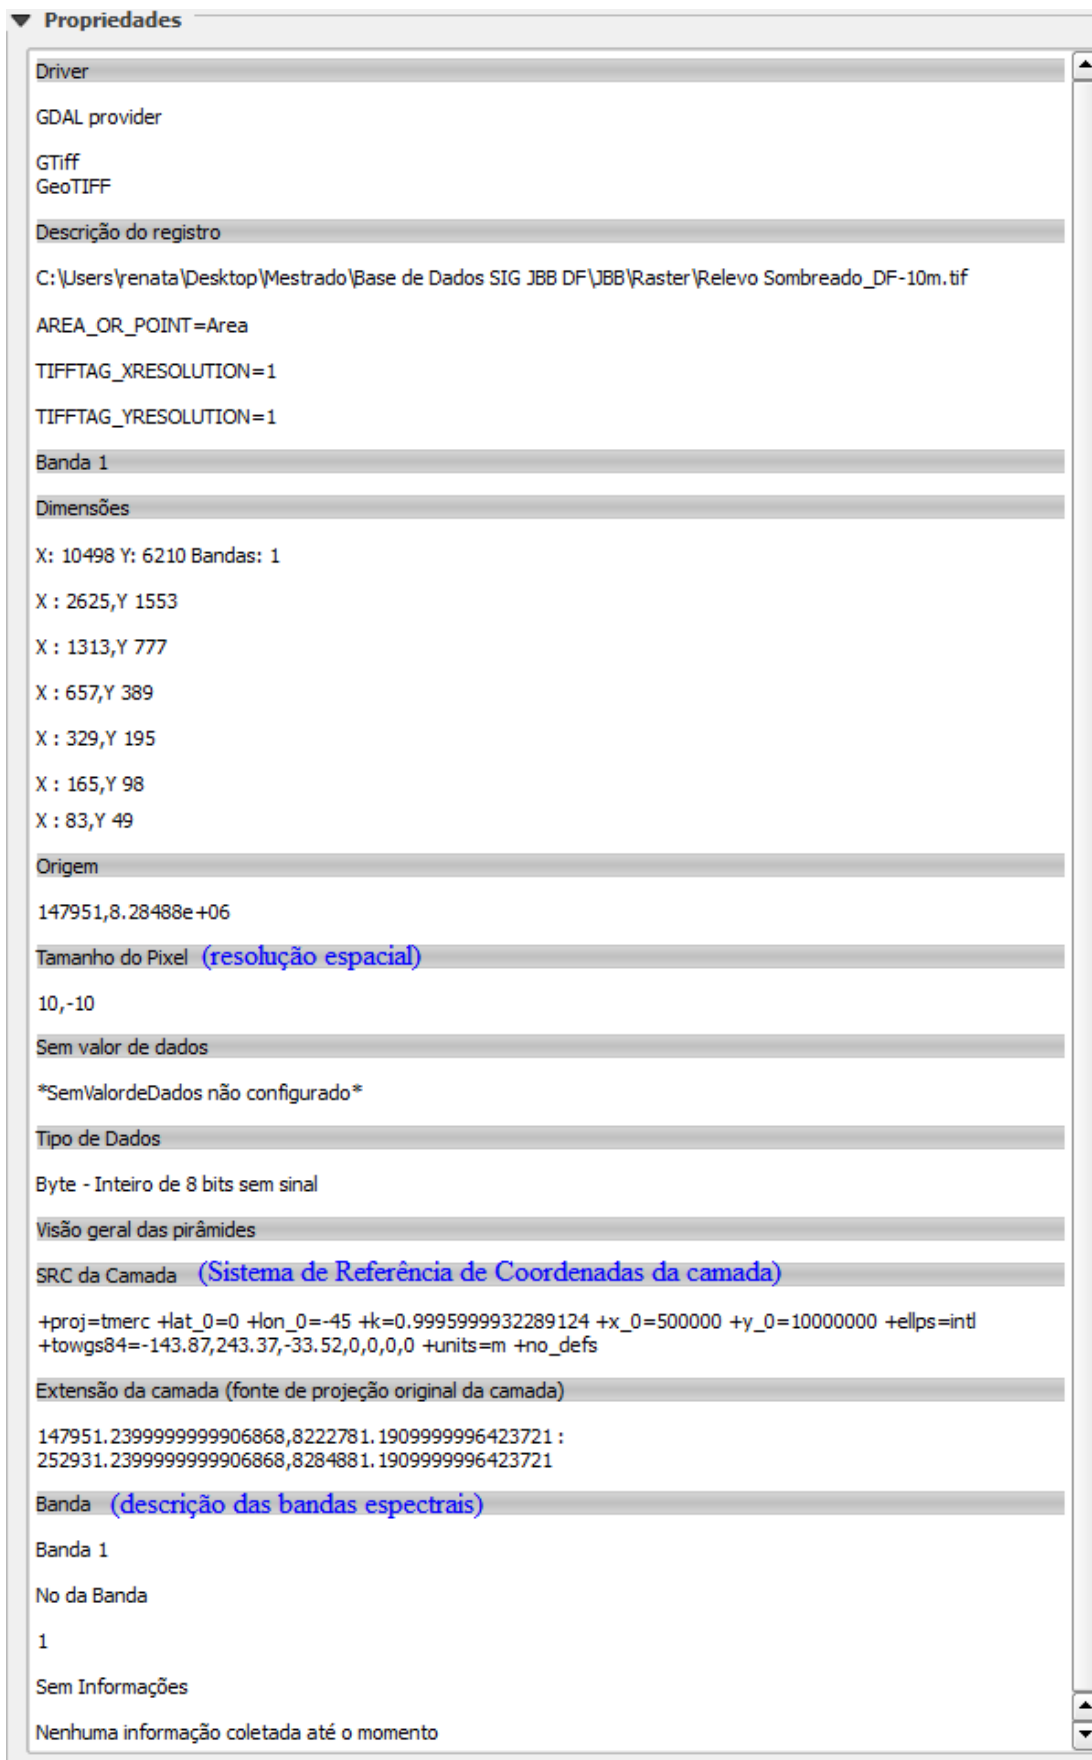 Propriedades
Driver
GDAL provider
GTiff
GeoTIFF
Descrição do registro
C:\Users\renata\Desktop\Mestrado\Base de Dados SIG JBB DF\JBB\Raster\Relevo Sombreado_DF-10m.tif
AREA_OR_POINT=Area
TIFFTAG_XRESOLUTION=1
TIFFTAG_YRESOLUTION=1
Banda 1
Dimensões
X: 10498 Y: 6210 Bandas: 1
X : 2625,Y 1553
X : 1313,Y 777
X : 657,Y 389
X : 329,Y 195
X : 165,Y 98
X : 83,Y 49
Origem
147951,8.28488e+06
Tamanho do Pixel (resolução espacial)
10,-10
Sem valor de dados
*SemValordeDados não configurado*
Tipo de Dados
Byte - Inteiro de 8 bits sem sinal
Visão geral das pirâmides
SRC da Camada (Sistema de Referência de Coordenadas da camada)
+proj=tmerc +lat_0=0 +lon_0=-45 +k=0.9995999932289124 +x_0=500000 +y_0=10000000 +ellps=intl
+towgs84=-143.87,243.37,-33.52,0,0,0,0 +units=m +no_defs
Extensão da camada (fonte de projeção original da camada)
147951.2399999999906868,8222781.1909999996423721 :
252931.2399999999906868,8284881.1909999996423721
Banda (descrição das bandas espectrais)
Banda 1
No da Banda
1
Sem Informações
Nenhuma informação coletada até o momento